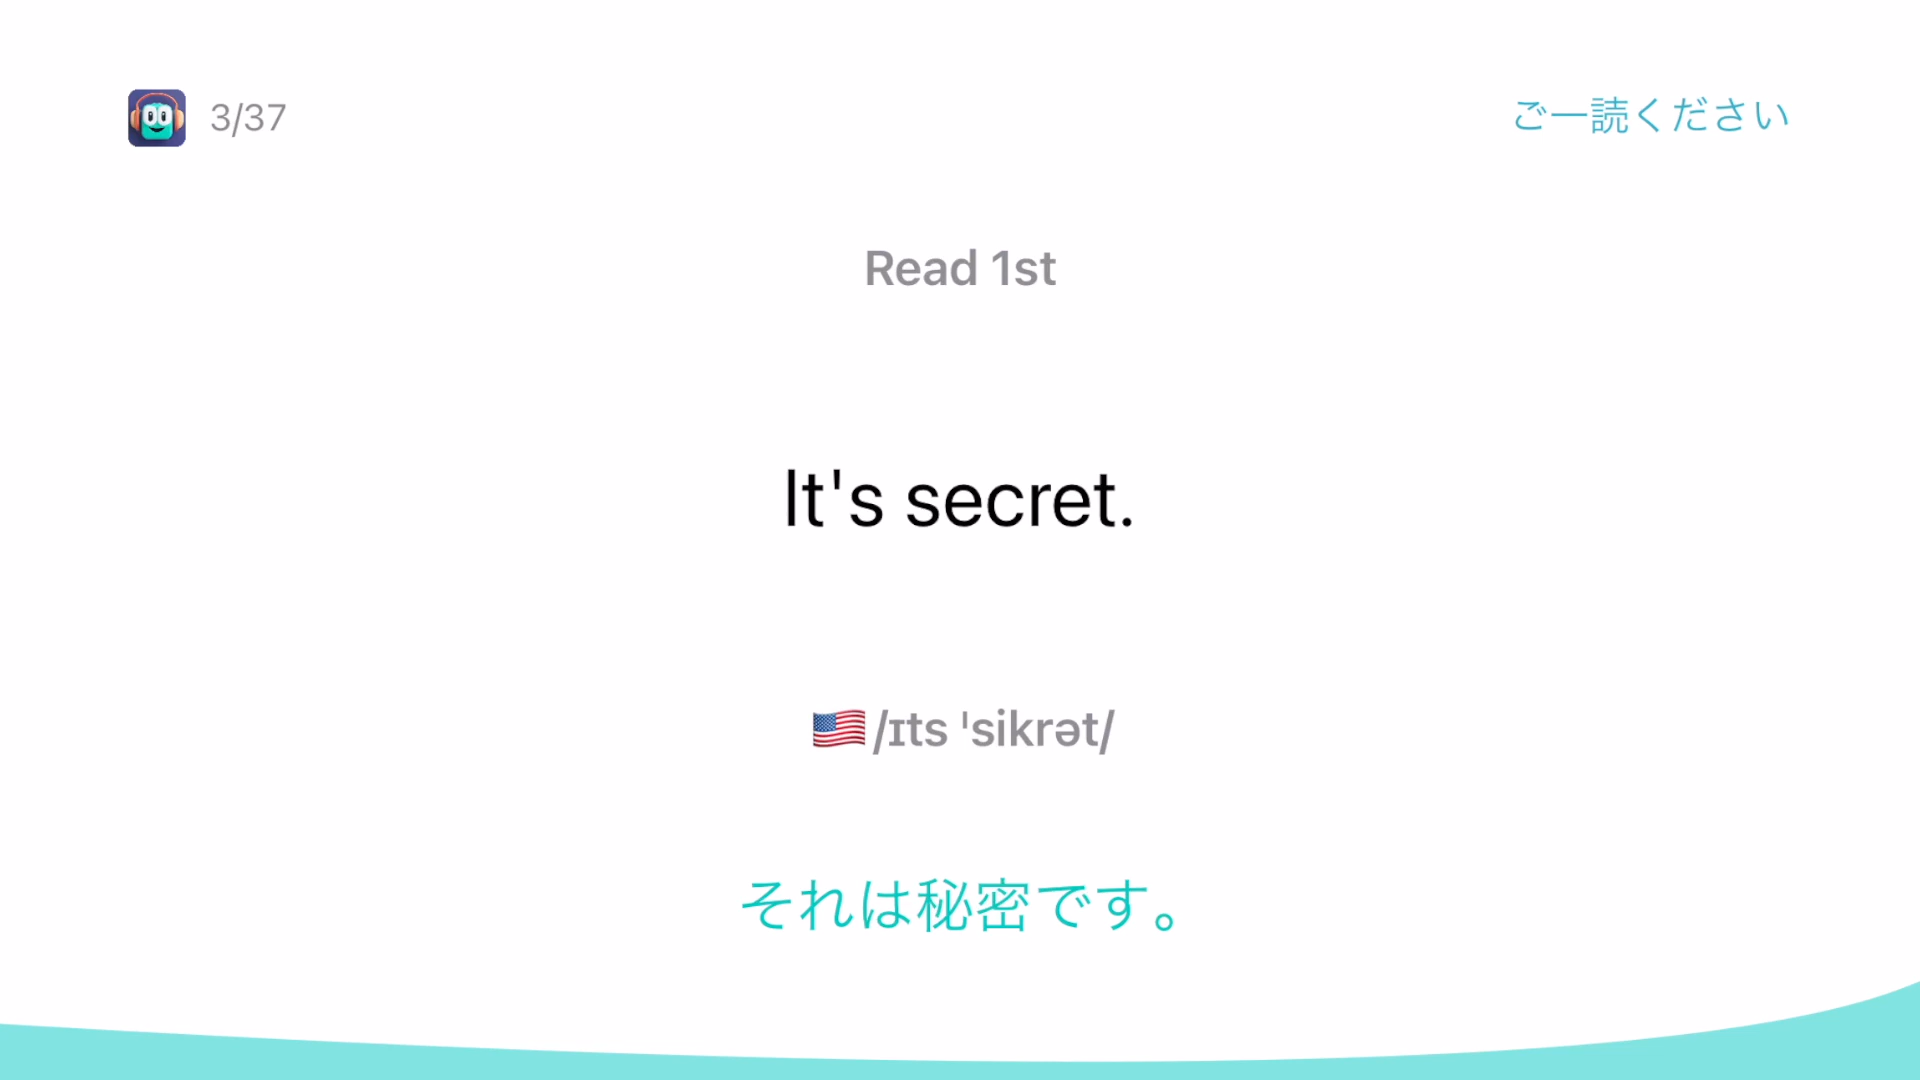 3/37
ご一読ください
Read 1st
It's secret.
/ɪts ˈsikrət/
それは秘密です。